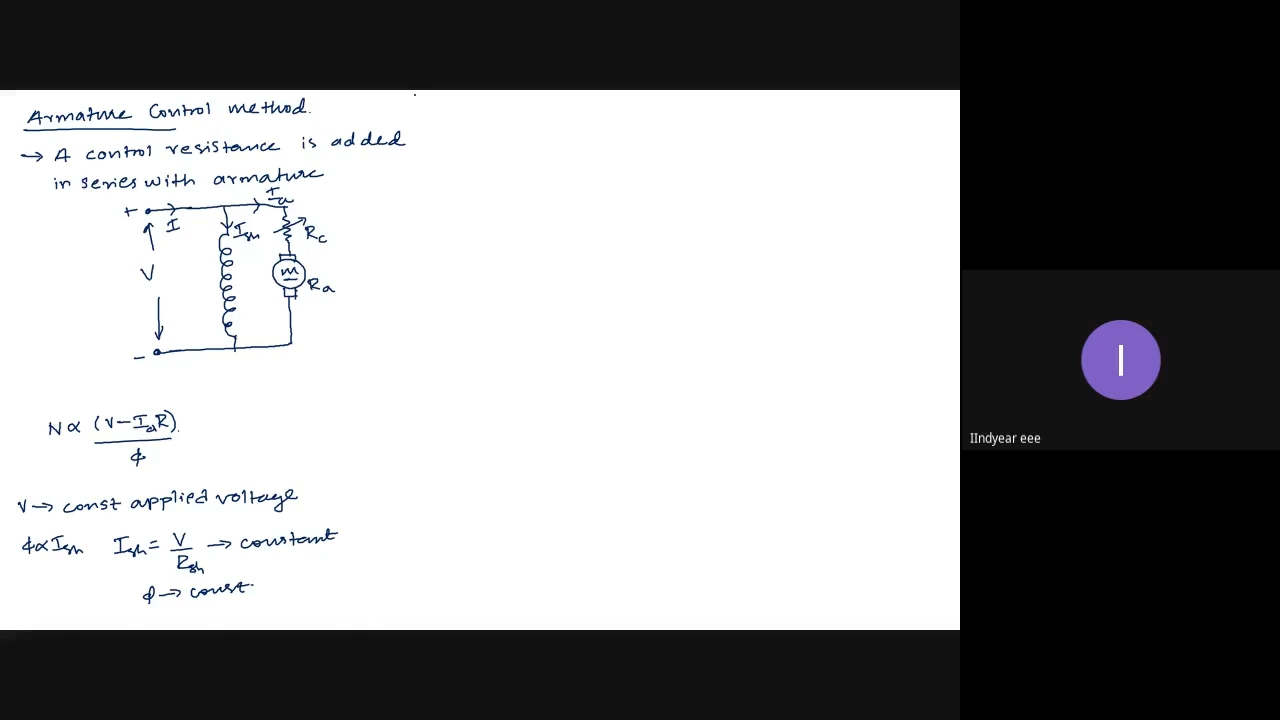 Armature Control method.
→ A control resistance is added
in series with armature
+ I Ia
Ish Rc
V M Ra
-
N ∝ (V-IaR)
ϕ
V → const applied voltage
ϕ∝Ish Ish = V → constant
Rsh
ϕ → const.
I
IIndyear eee